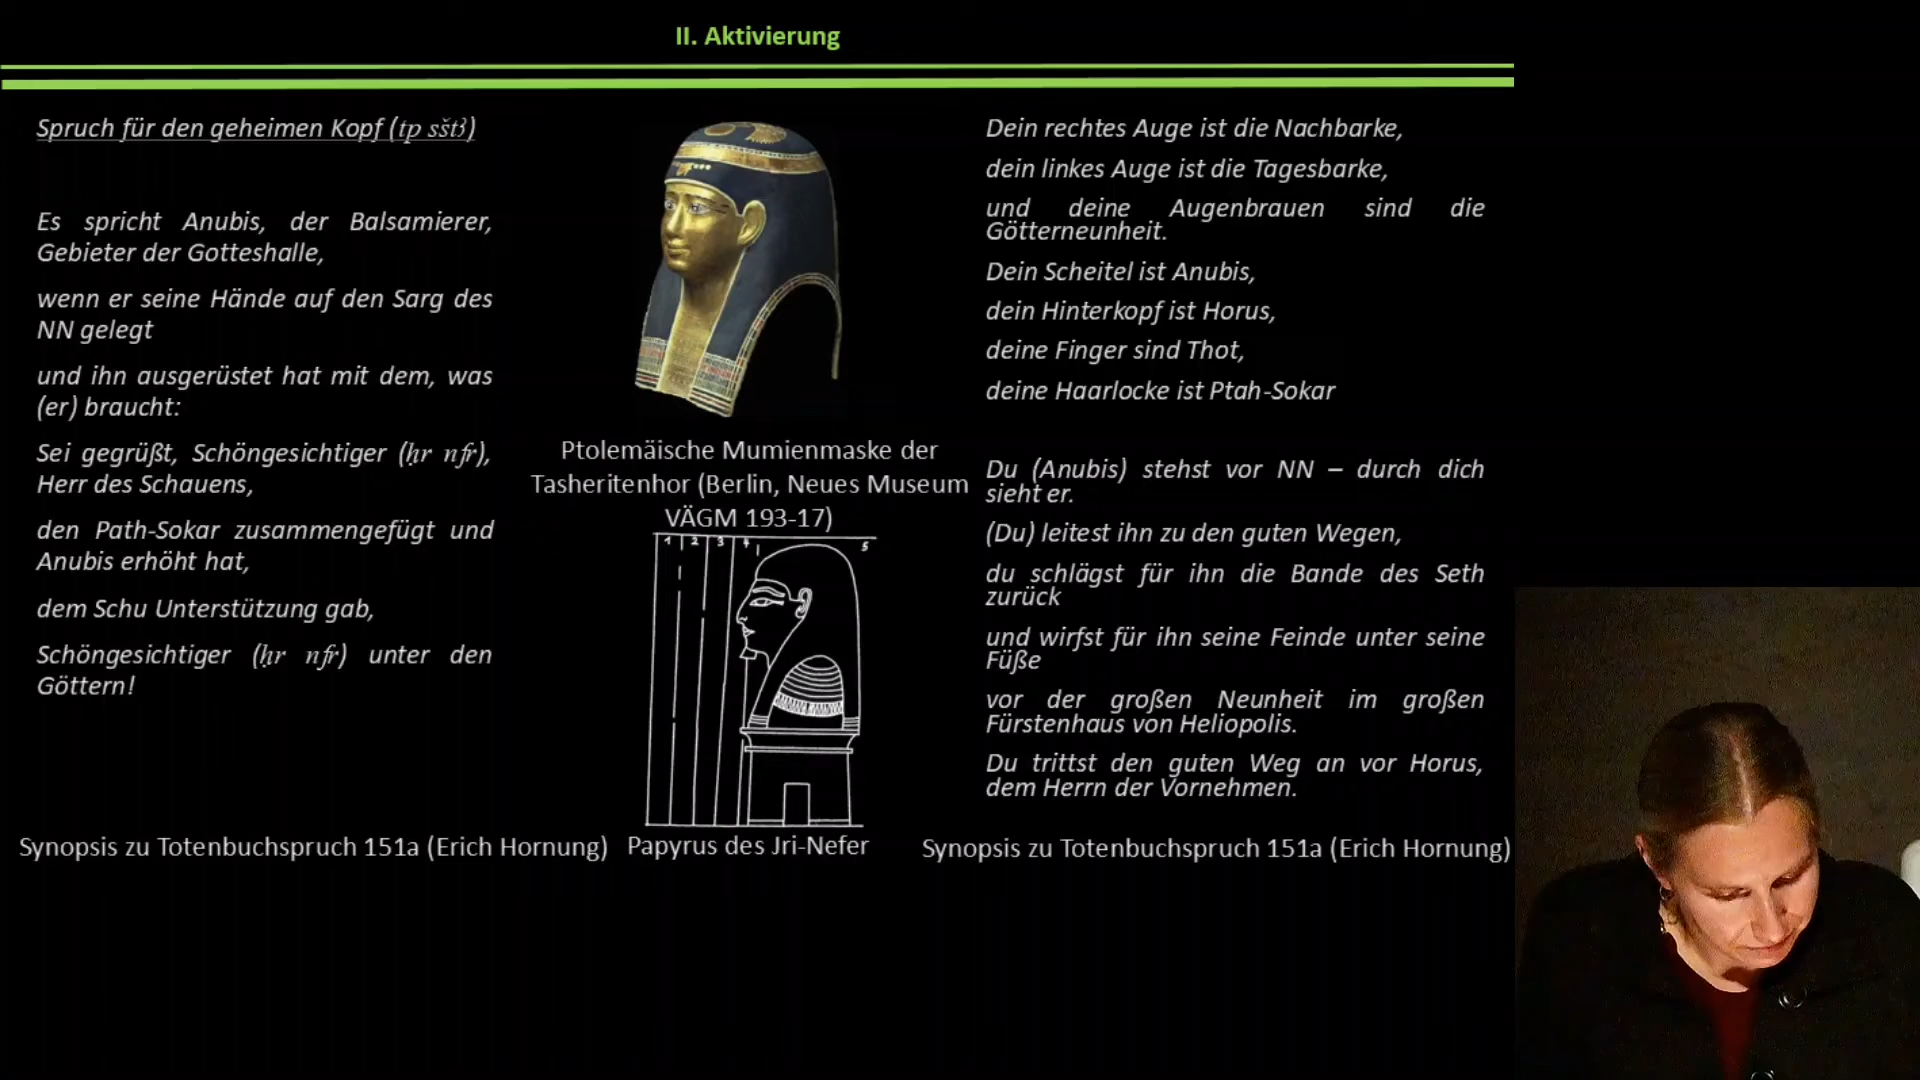 II. Aktivierung
Spruch für den geheimen Kopf (tp sštꜣ)
Es spricht Anubis, der Balsamierer,
Gebieter der Gotteshalle,
wenn er seine Hände auf den Sarg des
NN gelegt
und ihn ausgerüstet hat mit dem, was
(er) braucht:
Sei gegrüßt, Schöngesichtiger (ḥr nfr),
Herr des Schauens,
den Path-Sokar zusammengefügt und
Anubis erhöht hat,
dem Schu Unterstützung gab,
Schöngesichtiger (ḥr nfr) unter den
Göttern!
Synopsis zu Totenbuchspruch 151a (Erich Hornung)
Ptolemäische Mumienmaske der
Tasheritenhor (Berlin, Neues Museum
VÄGM 193-17)
1 2 3 4 5
Papyrus des Jri-Nefer
Dein rechtes Auge ist die Nachbarke,
dein linkes Auge ist die Tagesbarke,
und deine Augenbrauen sind die
Götterneunheit.
Dein Scheitel ist Anubis,
dein Hinterkopf ist Horus,
deine Finger sind Thot,
deine Haarlocke ist Ptah-Sokar
Du (Anubis) stehst vor NN – durch dich
sieht er.
(Du) leitest ihn zu den guten Wegen,
du schlägst für ihn die Bande des Seth
zurück
und wirfst für ihn seine Feinde unter seine
Füße
vor der großen Neunheit im großen
Fürstenhaus von Heliopolis.
Du trittst den guten Weg an vor Horus,
dem Herrn der Vornehmen.
Synopsis zu Totenbuchspruch 151a (Erich Hornung)